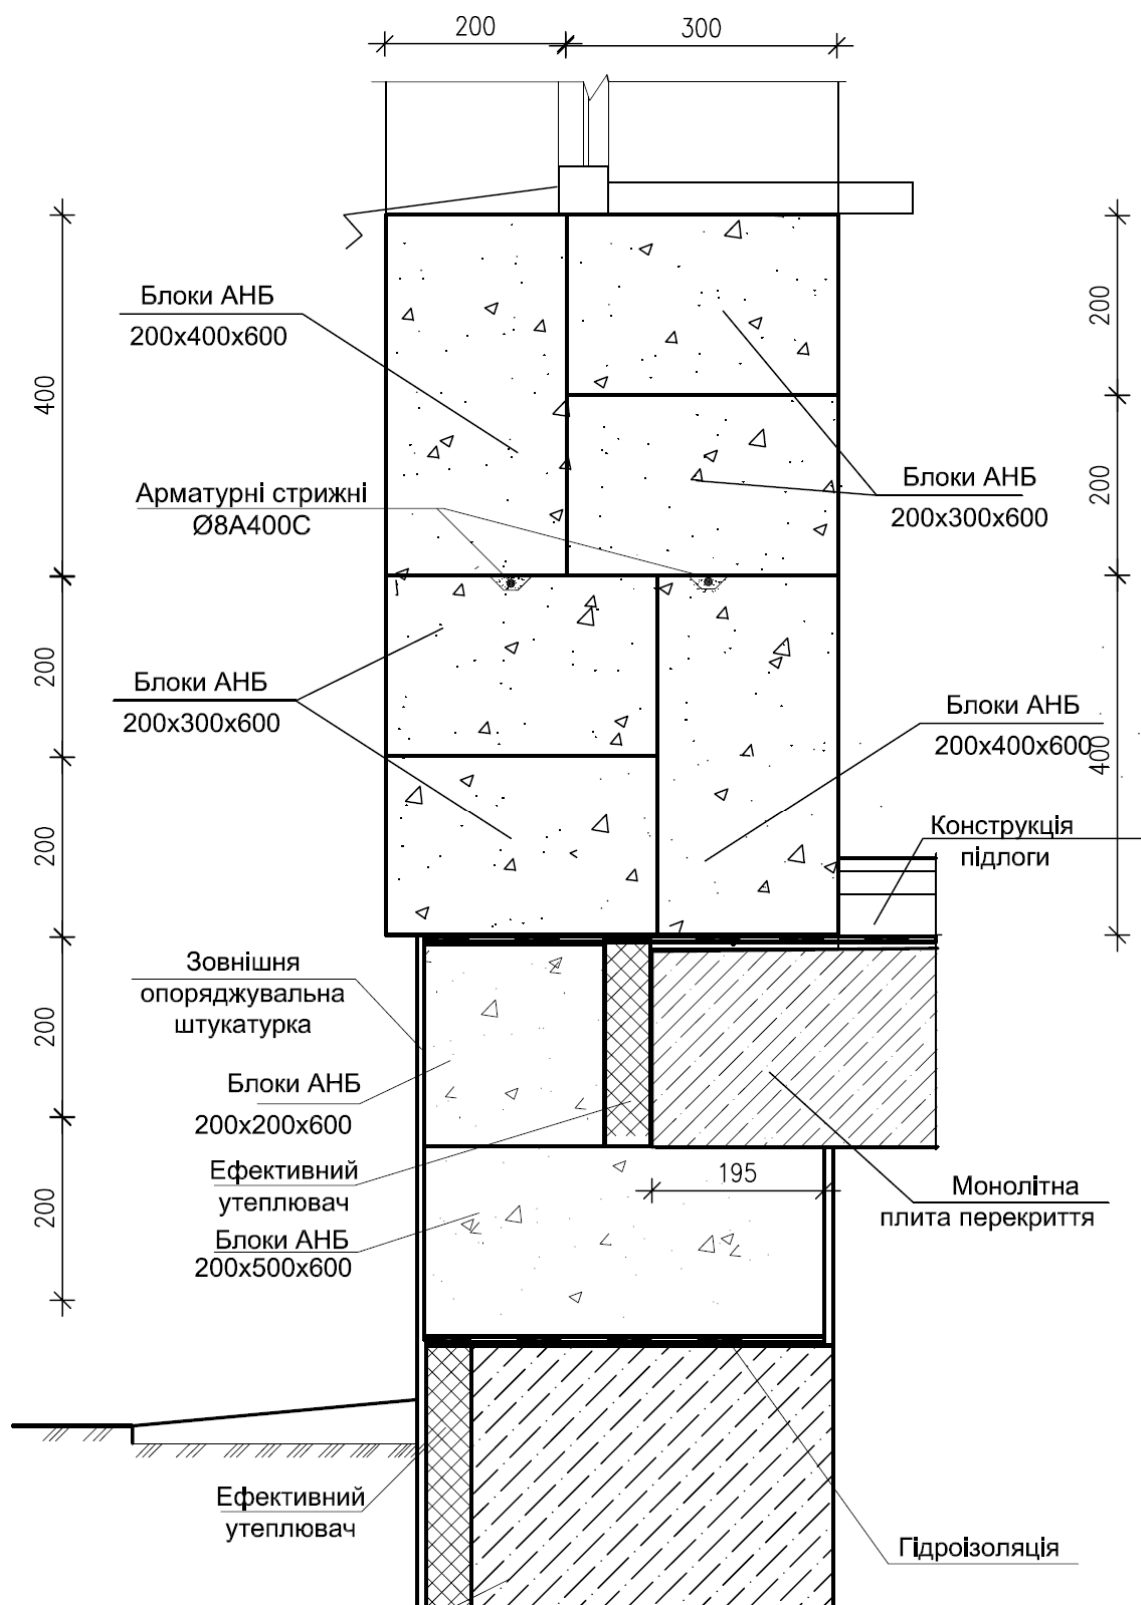 200
300
Блоки АНБ
200х400х600
400
200
200
Блоки АНБ
200х300х600
Арматурні стрижні
Ø8А400С
200
Блоки АНБ
200х300х600
Блоки АНБ
200х400х600
400
200
Конструкція
підлоги
Зовнішня
опоряджувальна
штукатурка
200
Блоки АНБ
200х200х600
Ефективний
утеплювач
195
Монолітна
плита перекриття
200
Блоки АНБ
200х500х600
Ефективний
утеплювач
Гідроізоляція